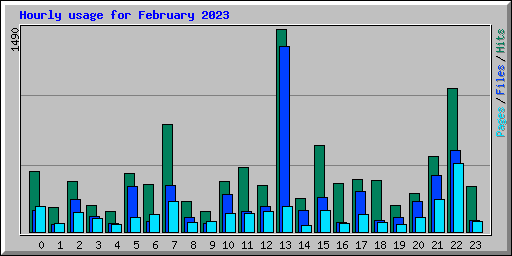 Hourly usage for February 2023
1490
Pages / Files / Hits
0 1 2 3 4 5 6 7 8 9 10 11 12 13 14 15 16 17 18 19 20 21 22 23